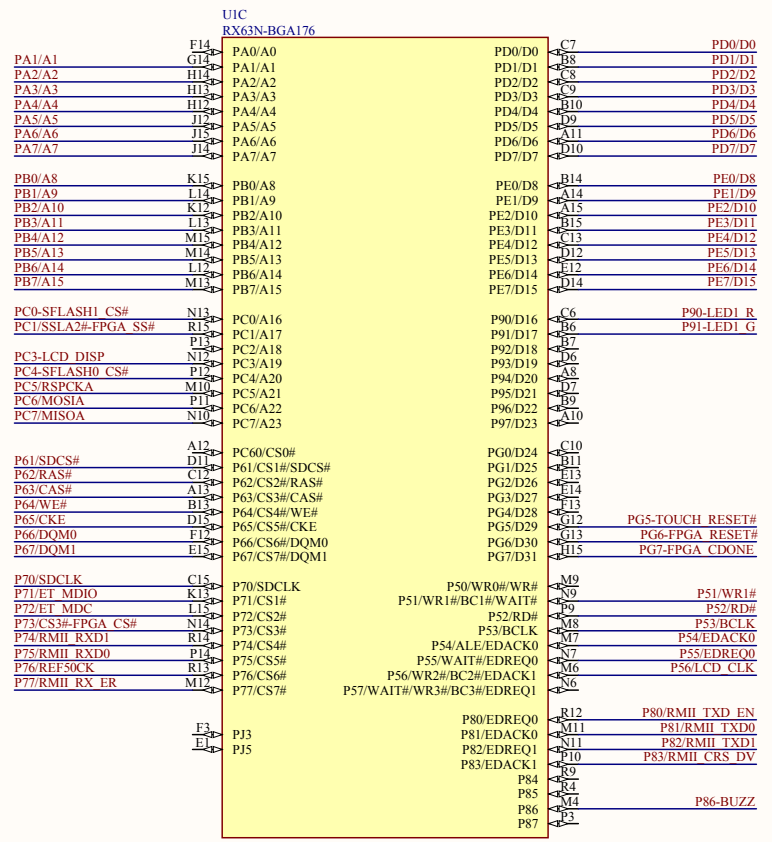 U1C
RX63N-BGA176
F14 PA0/A0 PD0/D0 C7 PD0/D0
PA1/A1 G14 PA1/A1 PD1/D1 B8 PD1/D1
PA2/A2 H14 PA2/A2 PD2/D2 C8 PD2/D2
PA3/A3 H13 PA3/A3 PD3/D3 C9 PD3/D3
PA4/A4 H12 PA4/A4 PD4/D4 B10 PD4/D4
PA5/A5 J12 PA5/A5 PD5/D5 D9 PD5/D5
PA6/A6 J15 PA6/A6 PD6/D6 A11 PD6/D6
PA7/A7 J14 PA7/A7 PD7/D7 D10 PD7/D7
PB0/A8 K15 PB0/A8 PE0/D8 B14 PE0/D8
PB1/A9 L14 PB1/A9 PE1/D9 A14 PE1/D9
PB2/A10 K12 PB2/A10 PE2/D10 A15 PE2/D10
PB3/A11 L13 PB3/A11 PE3/D11 B15 PE3/D11
PB4/A12 M15 PB4/A12 PE4/D12 C13 PE4/D12
PB5/A13 M14 PB5/A13 PE5/D13 D12 PE5/D13
PB6/A14 L12 PB6/A14 PE6/D14 E12 PE6/D14
PB7/A15 M13 PB7/A15 PE7/D15 D14 PE7/D15
PC0-SFLASH1_CS# N13 PC0/A16 P90/D16 C6 P90-LED1_R
PC1/SSLA2#-FPGA_SS# R15 PC1/A17 P91/D17 B6 P91-LED1_G
P13 PC2/A18 P92/D18 B7
PC3-LCD_DISP N12 PC3/A19 P93/D19 D6
PC4-SFLASH0_CS# P12 PC4/A20 P94/D20 A8
PC5/RSPCKA M10 PC5/A21 P95/D21 D7
PC6/MOSIA P11 PC6/A22 P96/D22 B9
PC7/MISOA N10 PC7/A23 P97/D23 A10
A12 PC60/CS0# PG0/D24 C10
P61/SDCS# D11 P61/CS1#/SDCS# PG1/D25 B11
P62/RAS# C12 P62/CS2#/RAS# PG2/D26 E13
P63/CAS# A13 P63/CS3#/CAS# PG3/D27 E14
P64/WE# B13 P64/CS4#/WE# PG4/D28 F13
P65/CKE D15 P65/CS5#/CKE PG5/D29 G12 PG5-TOUCH_RESET#
P66/DQM0 F12 P66/CS6#/DQM0 PG6/D30 G13 PG6-FPGA_RESET#
P67/DQM1 E15 P67/CS7#/DQM1 PG7/D31 H15 PG7-FPGA_CDONE
P70/SDCLK C15 P70/SDCLK P50/WR0#/WR# M9
P71/ET_MDIO K13 P71/CS1# P51/WR1#/BC1#/WAIT# N9 P51/WR1#
P72/ET_MDC L15 P72/CS2# P52/RD# P9 P52/RD#
P73/CS3#-FPGA_CS# N14 P73/CS3# P53/BCLK M8 P53/BCLK
P74/RMII_RXD1 R14 P74/CS4# P54/ALE/EDACK0 M7 P54/EDACK0
P75/RMII_RXD0 P14 P75/CS5# P55/WAIT#/EDREQ0 N7 P55/EDREQ0
P76/REF50CK R13 P76/CS6# P56/WR2#/BC2#/EDACK1 M6 P56/LCD_CLK
P77/RMII_RX_ER M12 P77/CS7# P57/WAIT#/WR3#/BC3#/EDREQ1 N6
P80/EDREQ0 R12 P80/RMII_TXD_EN
F3 PJ3 P81/EDACK0 M11 P81/RMII_TXD0
E1 PJ5 P82/EDREQ1 N11 P82/RMII_TXD1
P83/EDACK1 P10 P83/RMII_CRS_DV
P84 R9
P85 R4
P86 M4 P86-BUZZ
P87 P3